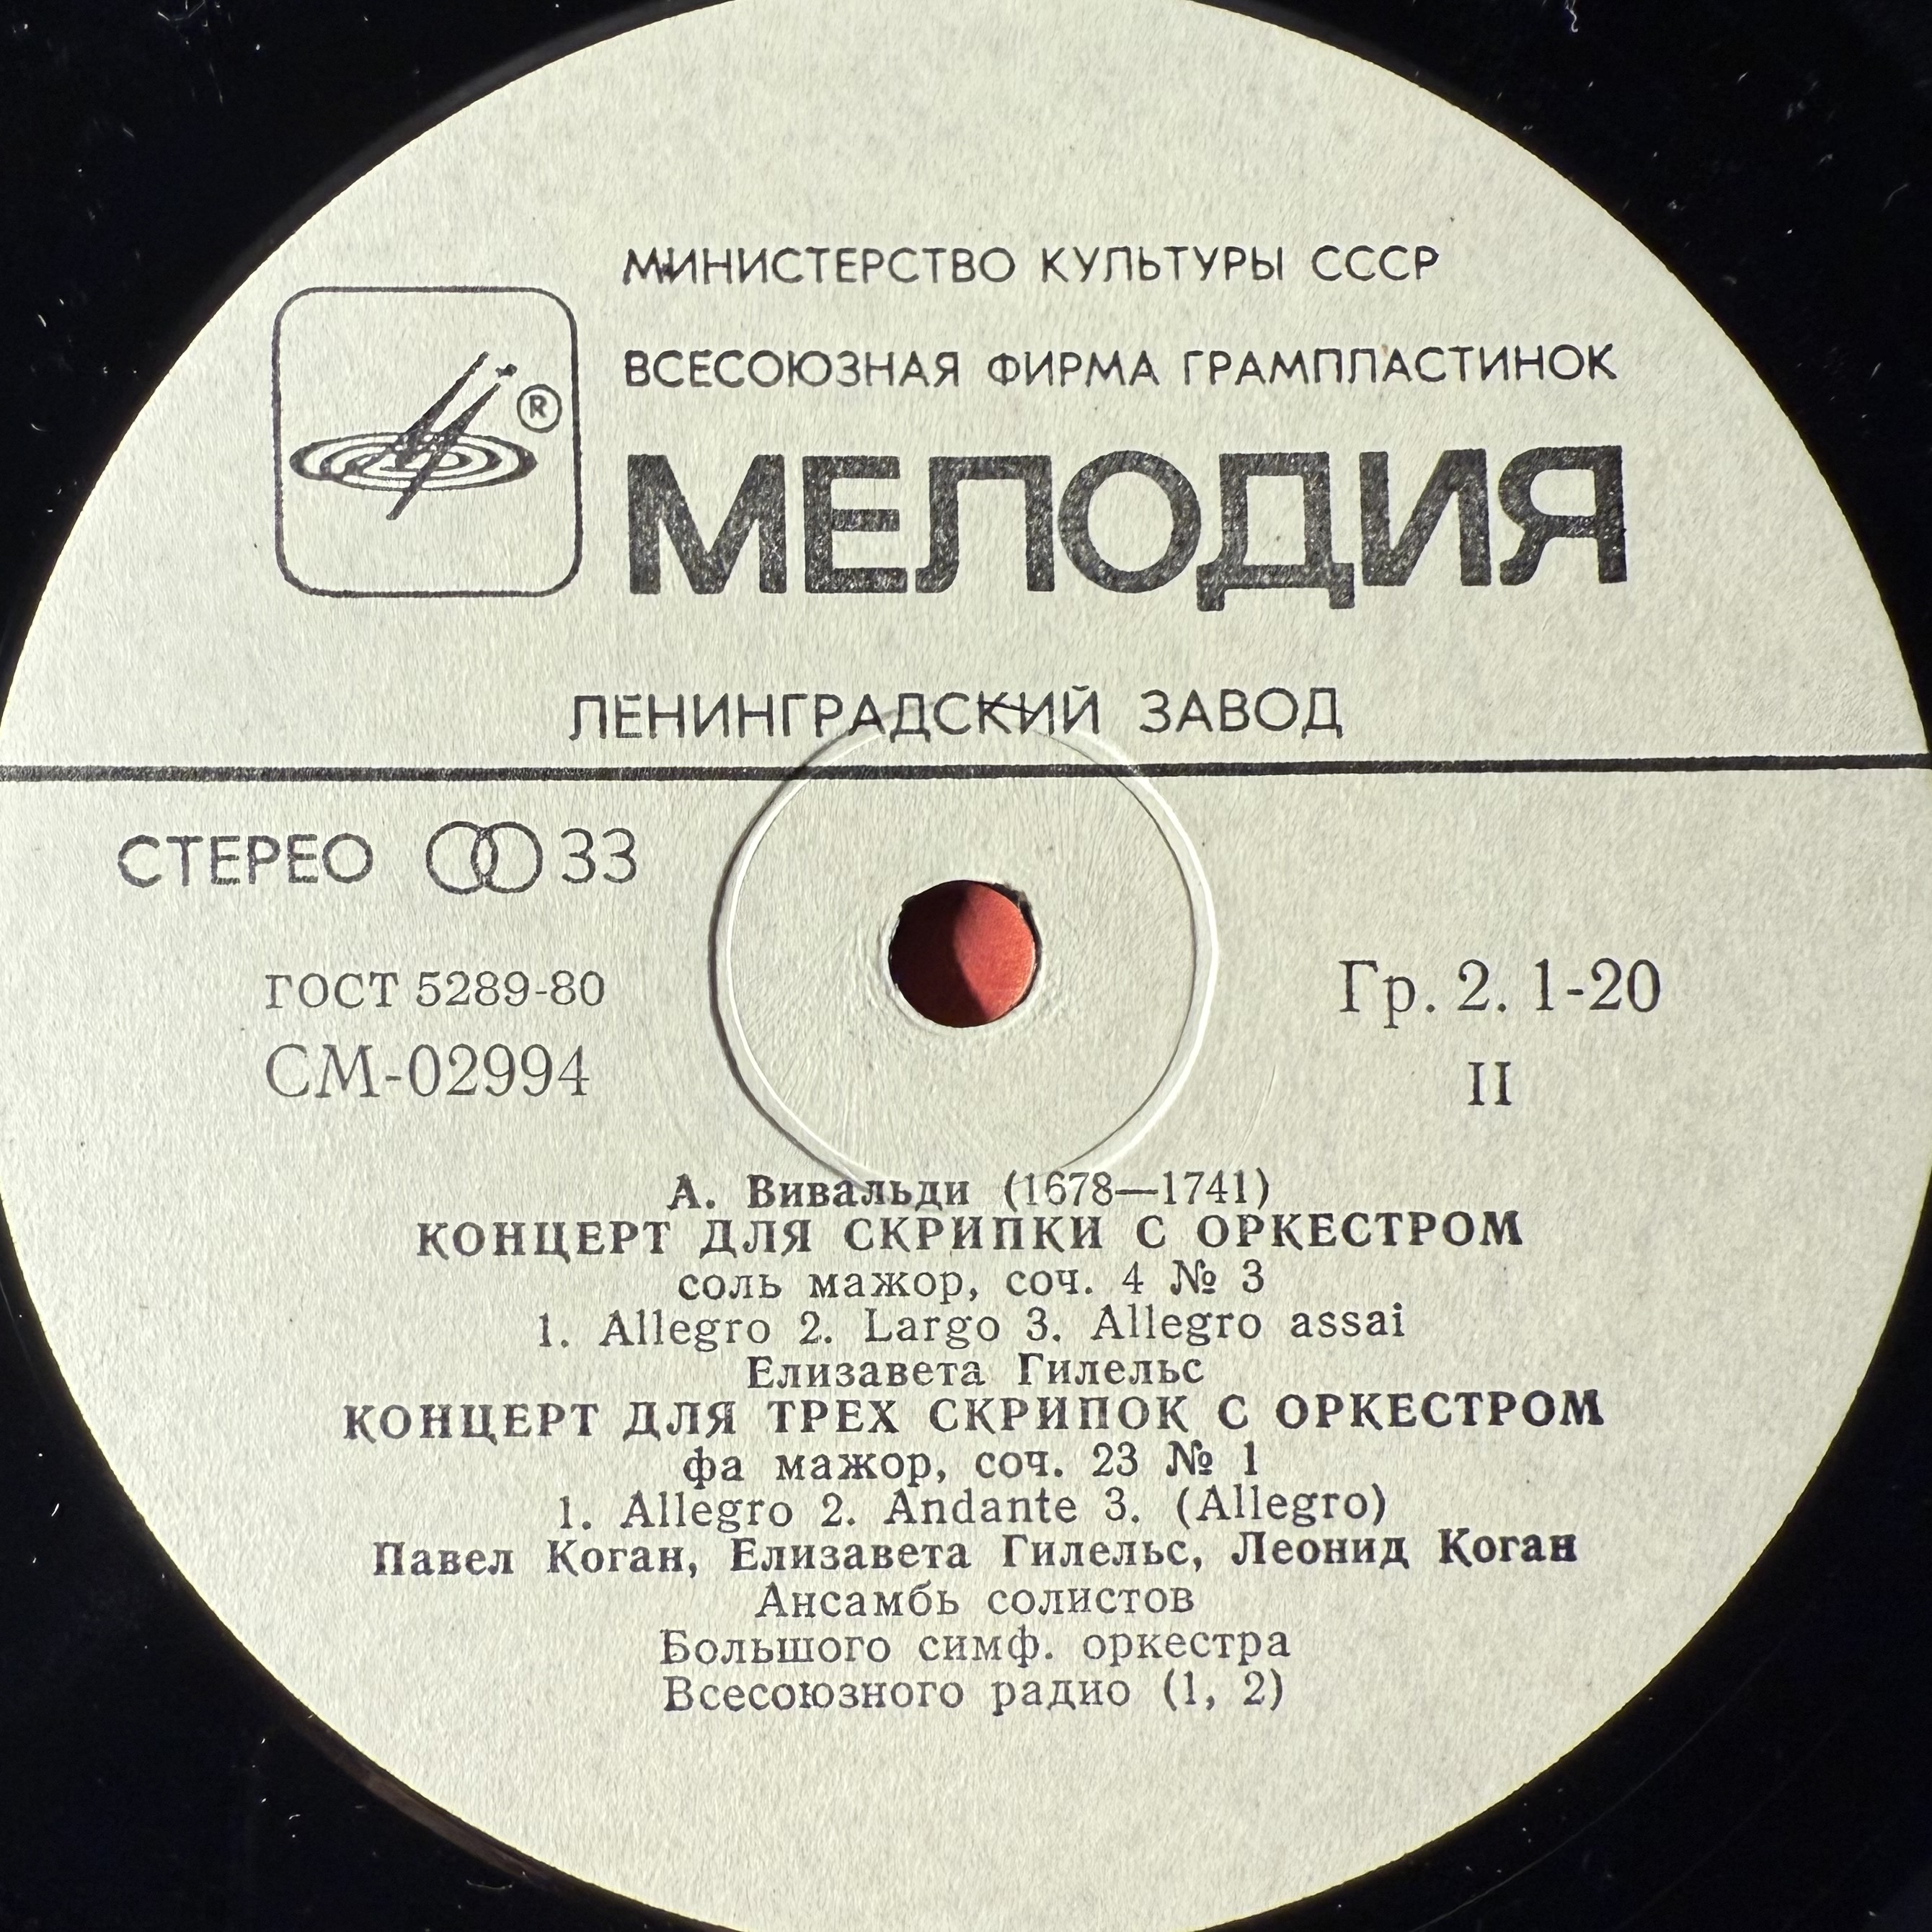 МИНИСТЕРСТВО КУЛЬТУРЫ СССР
ВСЕСОЮЗНАЯ ФИРМА ГРАМПЛАСТИНОК
®
МЕЛОДИЯ
ЛЕНИНГРАДСКИЙ ЗАВОД
СТЕРЕО 33
ГОСТ 5289-80
Гр. 2. 1-20
СМ-02994
II
А. Вивальди (1678—1741)
КОНЦЕРТ ДЛЯ СКРИПКИ С ОРКЕСТРОМ
соль мажор, соч. 4 № 3
1. Allegro 2. Largo 3. Allegro assai
Елизавета Гилельс
КОНЦЕРТ ДЛЯ ТРЕХ СКРИПОК С ОРКЕСТРОМ
фа мажор, соч. 23 № 1
1. Allegro 2. Andante 3. (Allegro)
Павел Коган, Елизавета Гилельс, Леонид Коган
Ансамбь солистов
Большого симф. оркестра
Всесоюзного радио (1, 2)